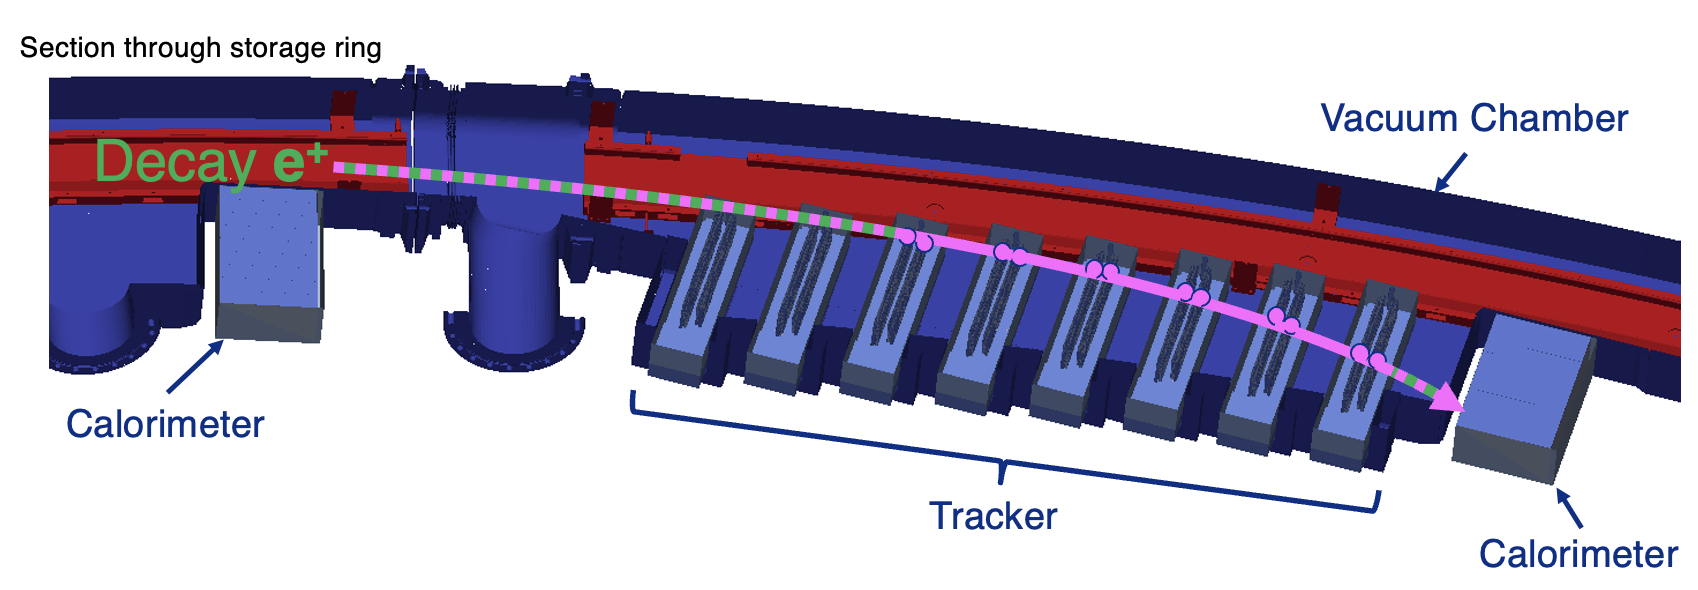 Section through storage ring
Vacuum Chamber
Decay e⁺
Calorimeter
Tracker
Calorimeter